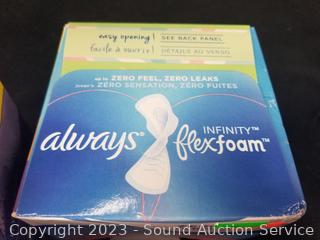 easy opening! SEE BACK PANEL
facile à ouvrir! DÉTAILS AU VERSO
up to ZERO FEEL, ZERO LEAKS
jusqu'à ZÉRO SENSATION, ZÉRO FUITES
always®
INFINITY™
flexfoam™
Copyright 2023 - Sound Auction Service